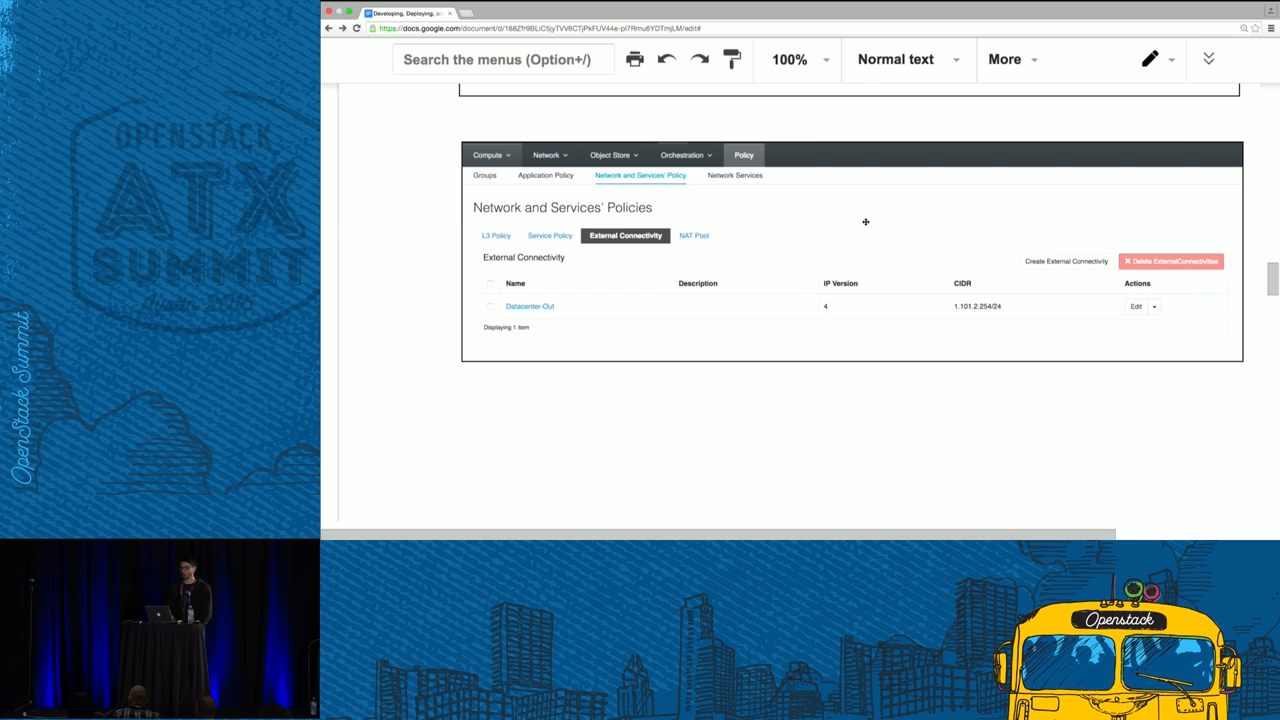 Developing, Deploying, an
https://docs.google.com/document/d/168Zfr9BLiC5jyTVV6CTjPkFUV44e-pI7Rmu6YDTmjLM/edit#
Search the menus (Option+/)
100%
Normal text
More
Compute
Network
Object Store
Orchestration
Policy
Groups
Application Policy
Network and Services' Policy
Network Services
Network and Services' Policies
L3 Policy
Service Policy
External Connectivity
NAT Pool
External Connectivity
Create External Connectivity
Delete ExternalConnectivities
Name
Description
IP Version
CIDR
Actions
Datacenter-Out
4
1.101.2.254/24
Edit
Displaying 1 item
OPENSTACK
ATX
SUMMIT
OpenStack Summit
Openstack